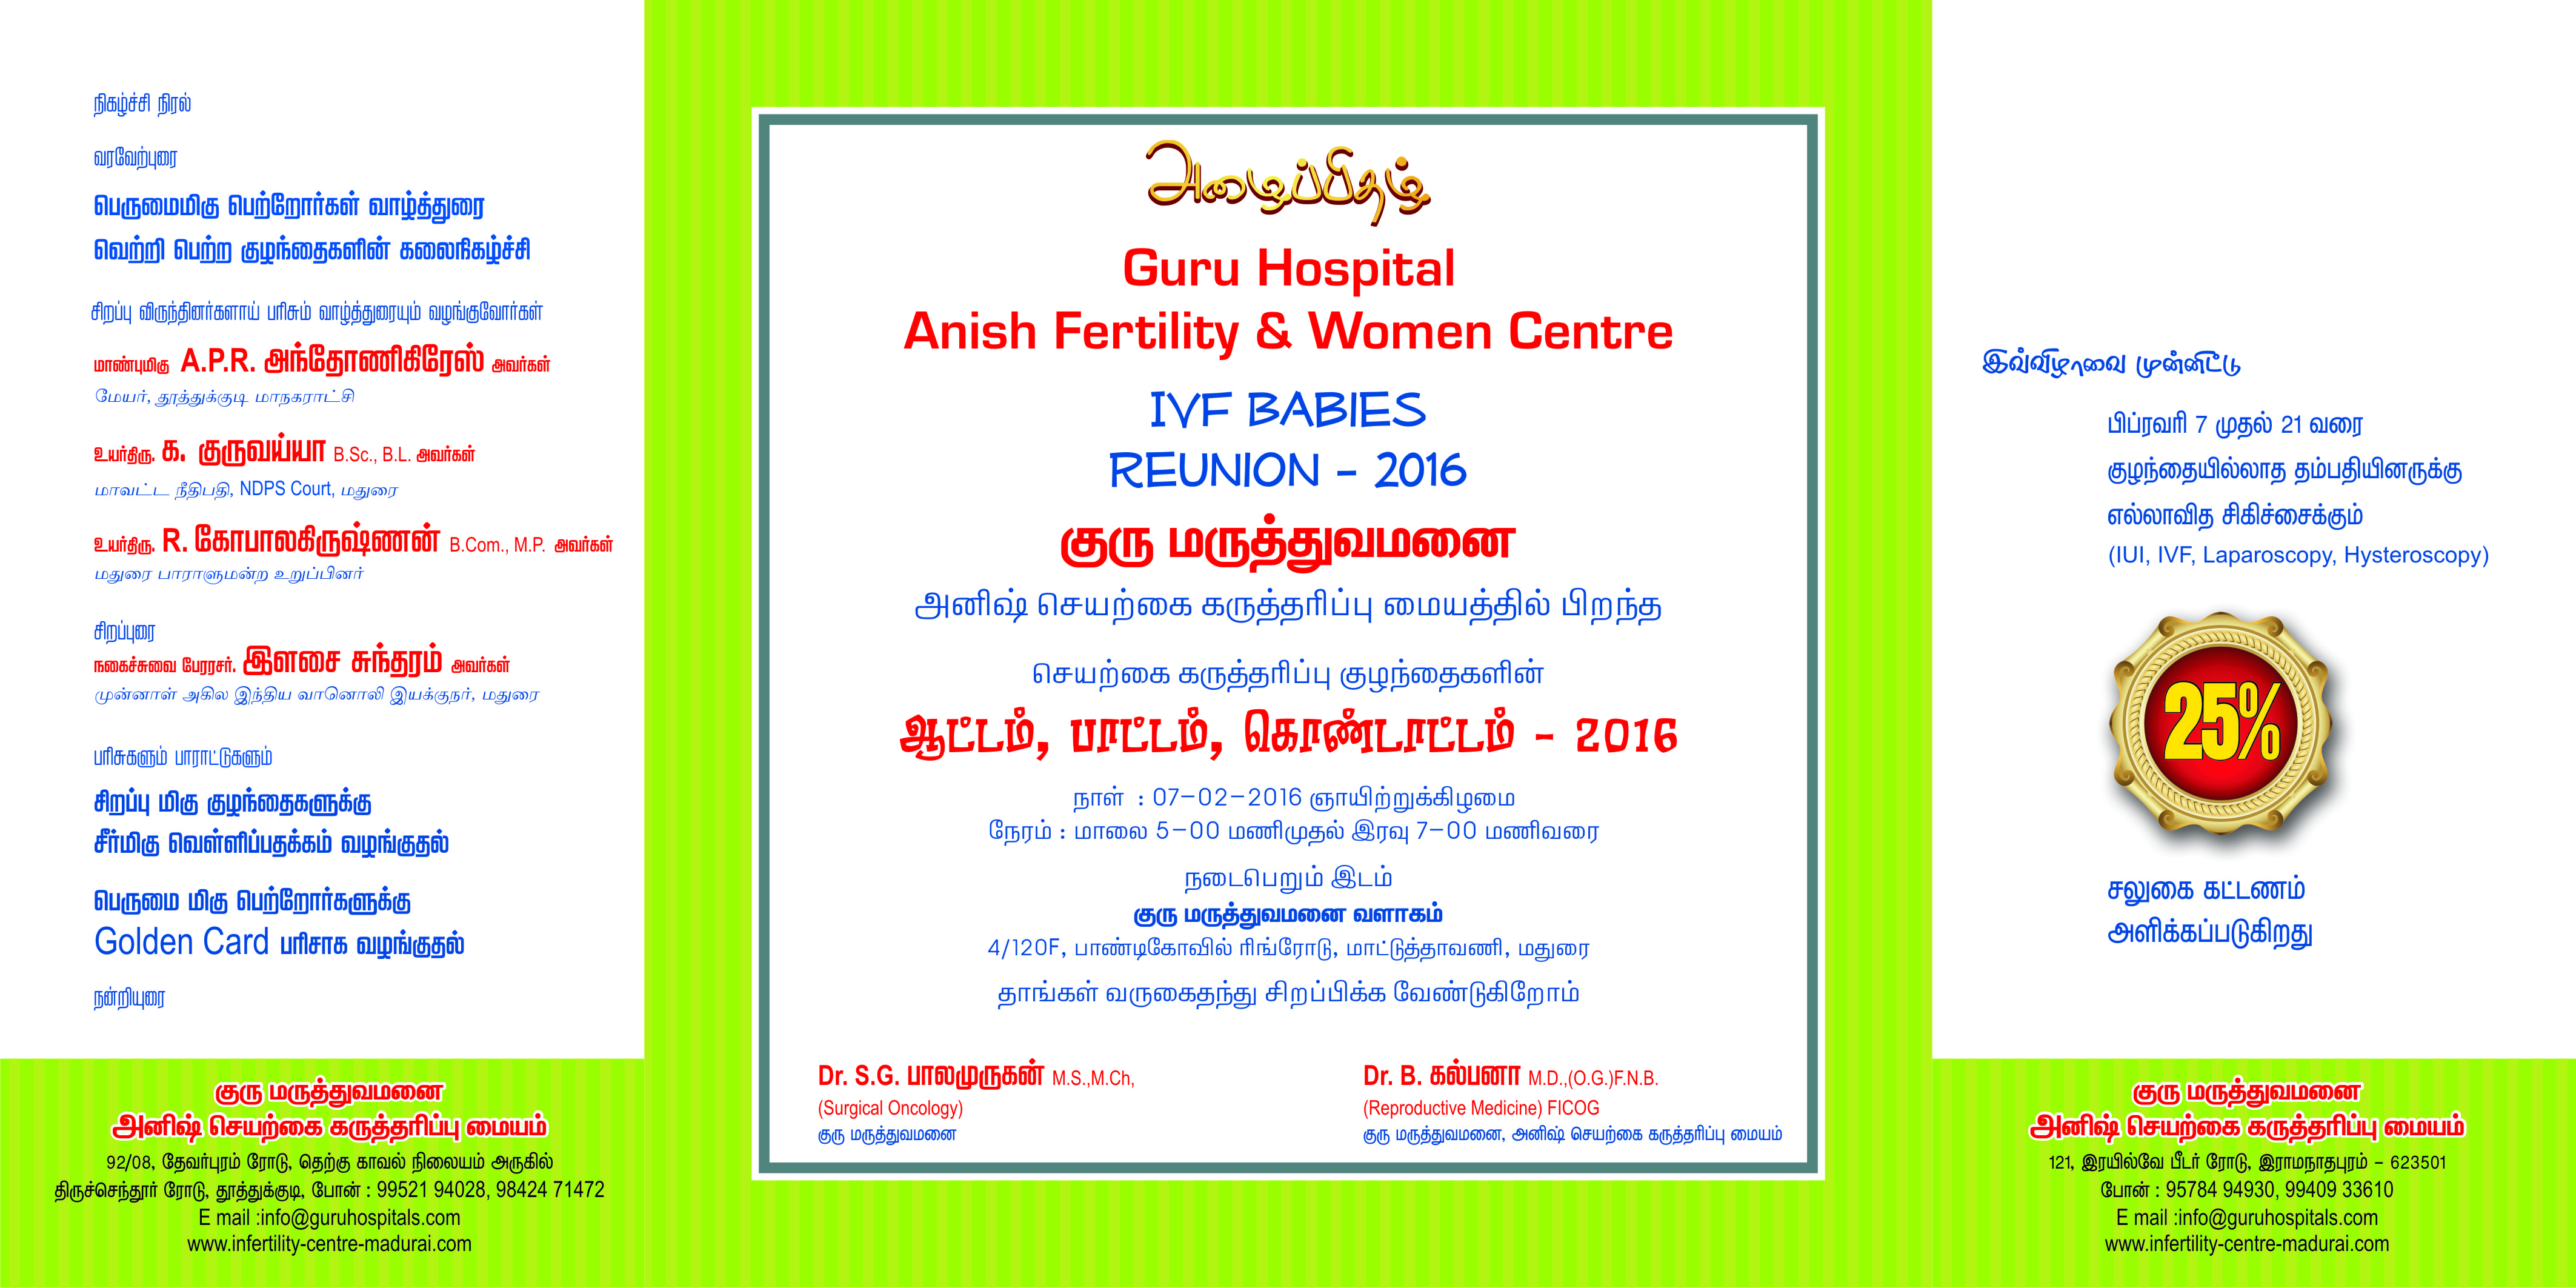 நிகழ்ச்சி நிரல்
வரவேற்புரை
பெருமைமிகு பெற்றோர்கள் வாழ்த்துரை
வெற்றி பெற்ற குழந்தைகளின் கலைநிகழ்ச்சி
சிறப்பு விருந்தினர்களாய் பரிசும் வாழ்த்துரையும் வழங்குவோர்கள்
மாண்புமிகு A.P.R. அந்தோணிகிரேஸ் அவர்கள்
மேயர், தூத்துக்குடி மாநகராட்சி
உயர்திரு. க. குருவய்யா B.Sc., B.L. அவர்கள்
மாவட்ட நீதிபதி, NDPS Court, மதுரை
உயர்திரு. R. கோபாலகிருஷ்ணன் B.Com., M.P. அவர்கள்
மதுரை பாராளுமன்ற உறுப்பினர்
சிறப்புரை
நகைச்சுவை பேரரசர். இளசை சுந்தரம் அவர்கள்
முன்னாள் அகில இந்திய வானொலி இயக்குநர், மதுரை
பரிசுகளும் பாராட்டுகளும்
சிறப்பு மிகு குழந்தைகளுக்கு
சீர்மிகு வெள்ளிப்பதக்கம் வழங்குதல்
பெருமை மிகு பெற்றோர்களுக்கு
Golden Card பரிசாக வழங்குதல்
நன்றியுரை
குரு மருத்துவமனை
அனிஷ் செயற்கை கருத்தரிப்பு மையம்
92/08, தேவர்புரம் ரோடு, தெற்கு காவல் நிலையம் அருகில்
திருச்செந்தூர் ரோடு, தூத்துக்குடி, போன் : 99521 94028, 98424 71472
E mail :info@guruhospitals.com
www.infertility-centre-madurai.com
அழைப்பிதழ்
Guru Hospital
Anish Fertility & Women Centre
IVF BABIES
REUNION - 2016
குரு மருத்துவமனை
அனிஷ் செயற்கை கருத்தரிப்பு மையத்தில் பிறந்த
செயற்கை கருத்தரிப்பு குழந்தைகளின்
ஆட்டம், பாட்டம், கொண்டாட்டம் - 2016
நாள் : 07-02-2016 ஞாயிற்றுக்கிழமை
நேரம் : மாலை 5-00 மணிமுதல் இரவு 7-00 மணிவரை
நடைபெறும் இடம்
குரு மருத்துவமனை வளாகம்
4/120F, பாண்டிகோவில் ரிங்ரோடு, மாட்டுத்தாவணி, மதுரை
தாங்கள் வருகைதந்து சிறப்பிக்க வேண்டுகிறோம்
Dr. S.G. பாலமுருகன் M.S.,M.Ch,
(Surgical Oncology)
குரு மருத்துவமனை
Dr. B. கல்பனா M.D.,(O.G.)F.N.B.
(Reproductive Medicine) FICOG
குரு மருத்துவமனை, அனிஷ் செயற்கை கருத்தரிப்பு மையம்
இவ்விழாவை முன்னிட்டு
பிப்ரவரி 7 முதல் 21 வரை
குழந்தையில்லாத தம்பதியினருக்கு
எல்லாவித சிகிச்சைக்கும்
(IUI, IVF, Laparoscopy, Hysteroscopy)
25%
சலுகை கட்டணம்
அளிக்கப்படுகிறது
குரு மருத்துவமனை
அனிஷ் செயற்கை கருத்தரிப்பு மையம்
121, இரயில்வே பீடர் ரோடு, இராமநாதபுரம் - 623501
போன் : 95784 94930, 99409 33610
E mail :info@guruhospitals.com
www.infertility-centre-madurai.com